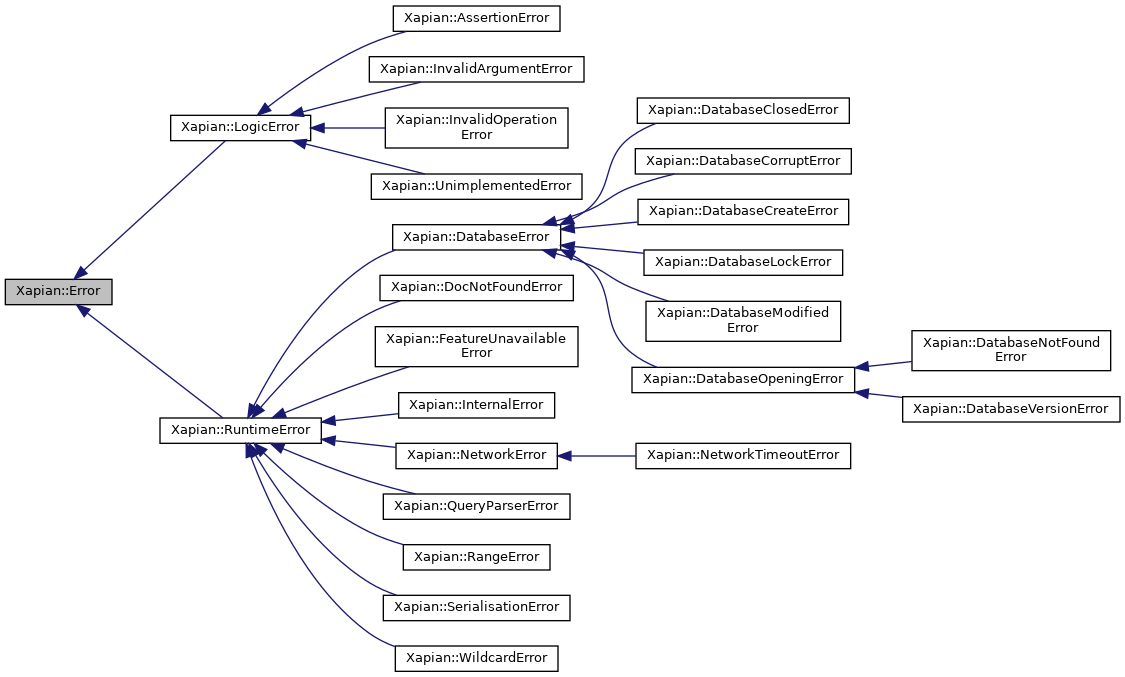 Xapian::AssertionError
Xapian::InvalidArgumentError
Xapian::DatabaseClosedError
Xapian::InvalidOperation
Error
Xapian::LogicError
Xapian::DatabaseCorruptError
Xapian::UnimplementedError
Xapian::DatabaseCreateError
Xapian::DatabaseError
Xapian::DatabaseLockError
Xapian::Error
Xapian::DocNotFoundError
Xapian::DatabaseModified
Error
Xapian::FeatureUnavailable
Error
Xapian::DatabaseNotFound
Error
Xapian::DatabaseOpeningError
Xapian::InternalError
Xapian::DatabaseVersionError
Xapian::RuntimeError
Xapian::NetworkError
Xapian::NetworkTimeoutError
Xapian::QueryParserError
Xapian::RangeError
Xapian::SerialisationError
Xapian::WildcardError